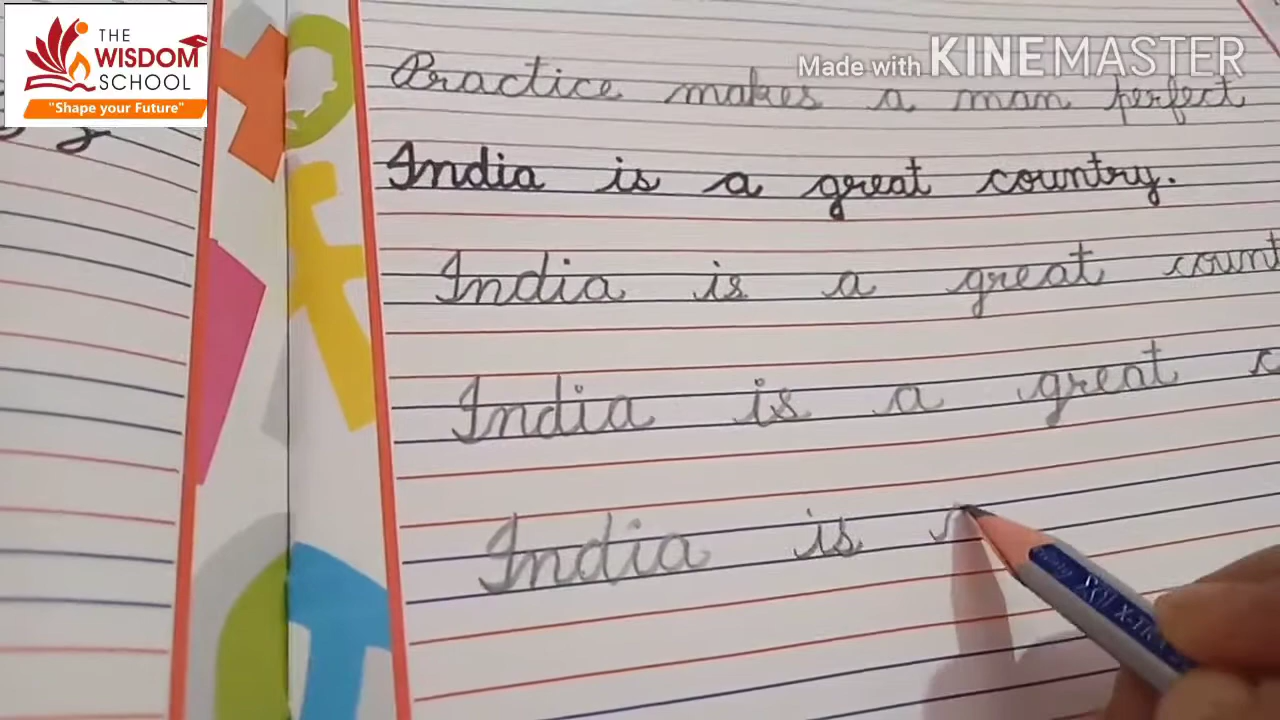 THE
WISDOM
SCHOOL
"Shape your Future"
Made with KINEMASTER
Practice makes a man perfect
India is a great country.
India is a great count
India is a great c
India is